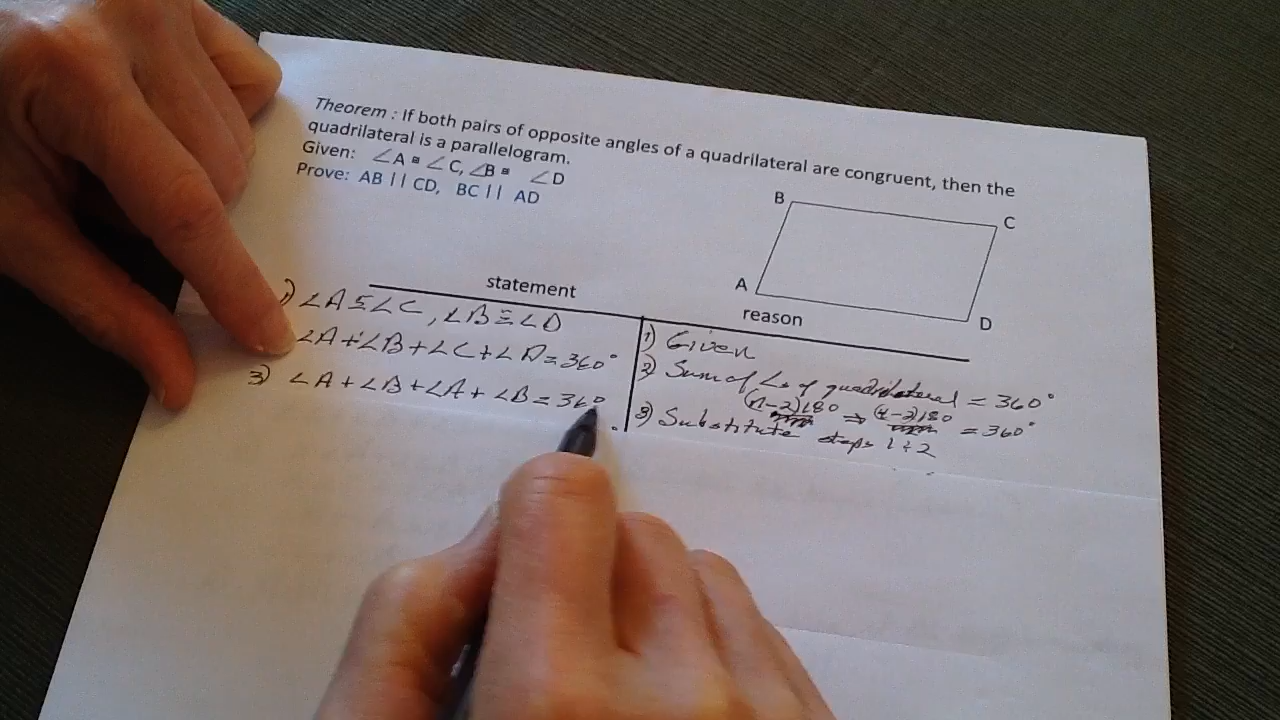 Theorem : If both pairs of opposite angles of a quadrilateral are congruent, then the
quadrilateral is a parallelogram.
Given: ∠A ≅ ∠C, ∠B ≅ ∠D
Prove: AB || CD, BC || AD
B
C
A
D
statement
reason
1) ∠A ≅ ∠C, ∠B ≅ ∠D
∠A + ∠B + ∠C + ∠D = 360°
3) ∠A + ∠B + ∠A + ∠B = 360
1) Given
2) Sum of ∠s of quadrilateral = 360°
(n-2)180 ⇒ (4-2)180 = 360°
3) Substitute steps 1 + 2